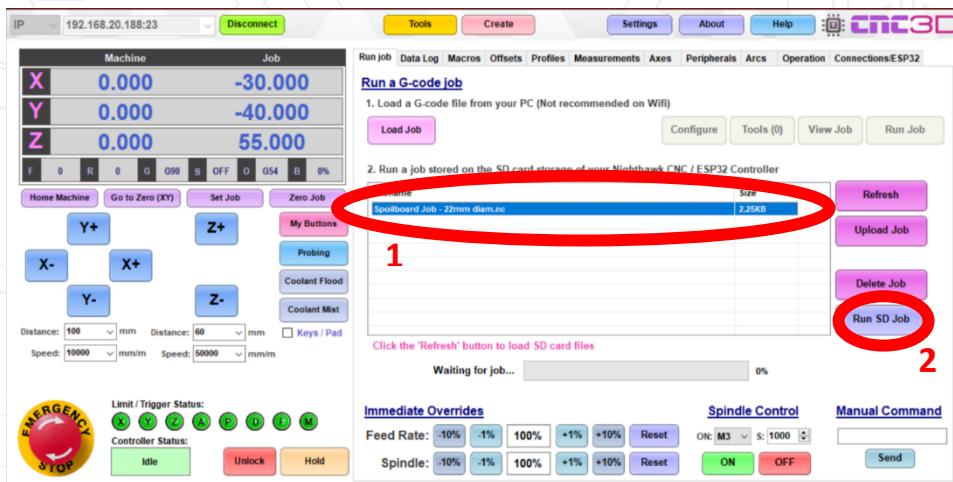 IP 192.168.20.188:23 Disconnect Tools Create Settings About Help CNC3D
Machine Job
X 0.000 -30.000
Y 0.000 -40.000
Z 0.000 55.000
F 0 R 0 G G90 S OFF O G54 B 0%
Home Machine Go to Zero (XY) Set Job Zero Job
Y+ Z+ My Buttons
X- X+ Probing
Coolant Flood
Y- Z- Coolant Mist
Distance: 100 mm Distance: 60 mm Keys / Pad
Speed: 10000 mm/m Speed: 50000 mm/m
EMERGENCY STOP
Limit / Trigger Status:
X Y Z A P D E M
Controller Status:
Idle Unlock Hold
Run job Data Log Macros Offsets Profiles Measurements Axes Peripherals Arcs Operation Connections/ESP32
Run a G-code job
1. Load a G-code file from your PC (Not recommended on Wifi)
Load Job Configure Tools (0) View Job Run Job
2. Run a job stored on the SD card storage of your Nighthawk CNC / ESP32 Controller
Size
Spoilboard Job - 22mm diam.nc 2.25KB
Refresh
Upload Job
1
Delete Job
Run SD Job
2
Click the 'Refresh' button to load SD card files
Waiting for job... 0%
Immediate Overrides Spindle Control Manual Command
Feed Rate: -10% -1% 100% +1% +10% Reset ON: M3 S: 1000
Spindle: -10% -1% 100% +1% +10% Reset ON OFF Send